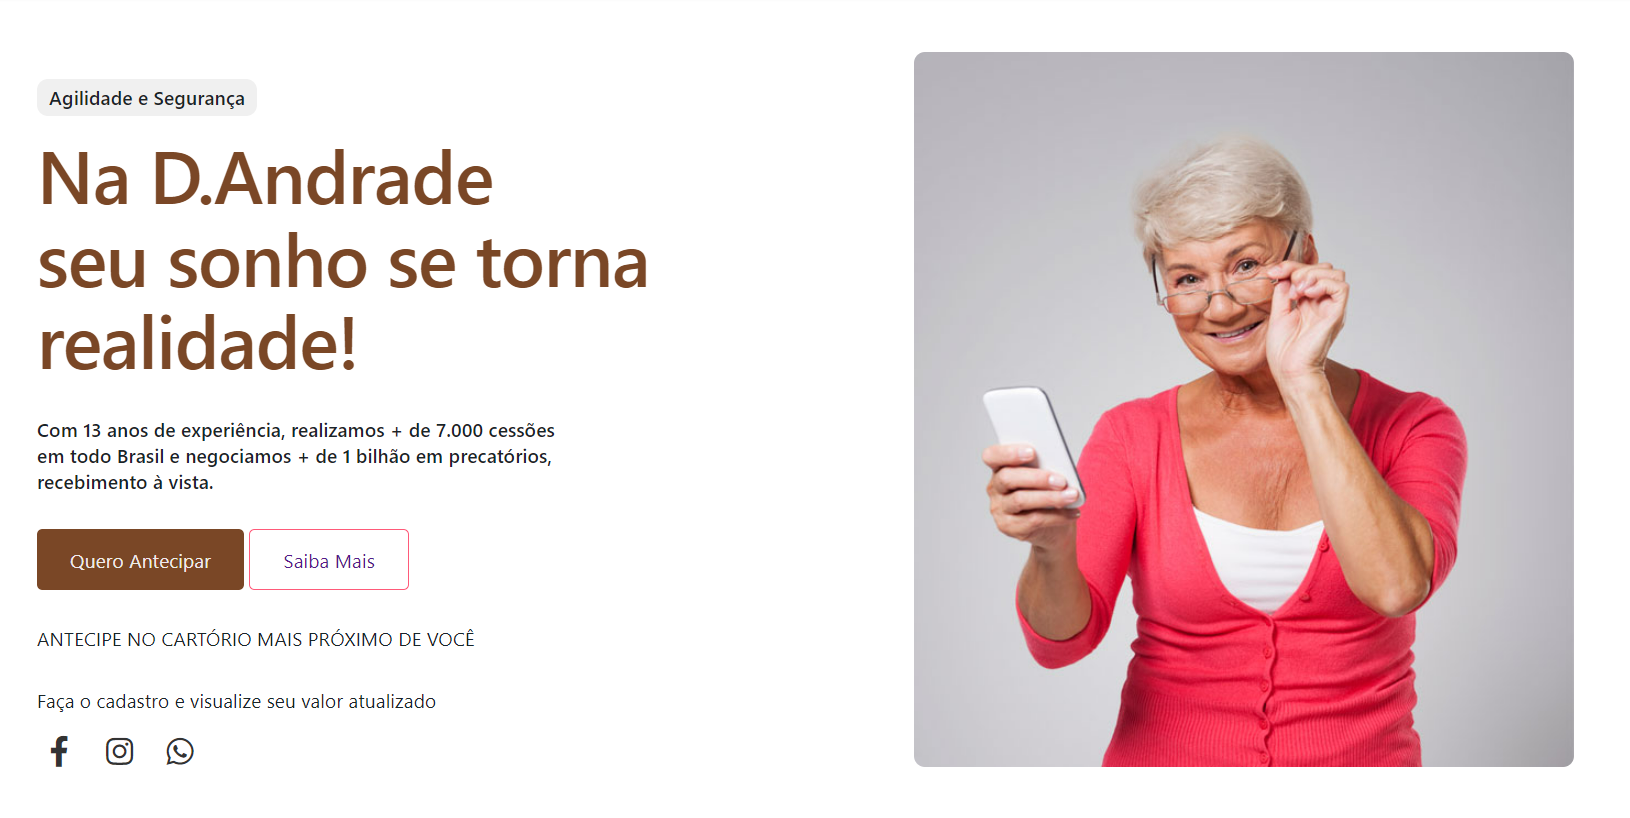 Agilidade e Segurança
Na D.Andrade
seu sonho se torna
realidade!
Com 13 anos de experiência, realizamos + de 7.000 cessões
em todo Brasil e negociamos + de 1 bilhão em precatórios,
recebimento à vista.
Quero Antecipar
Saiba Mais
ANTECIPE NO CARTÓRIO MAIS PRÓXIMO DE VOCÊ
Faça o cadastro e visualize seu valor atualizado